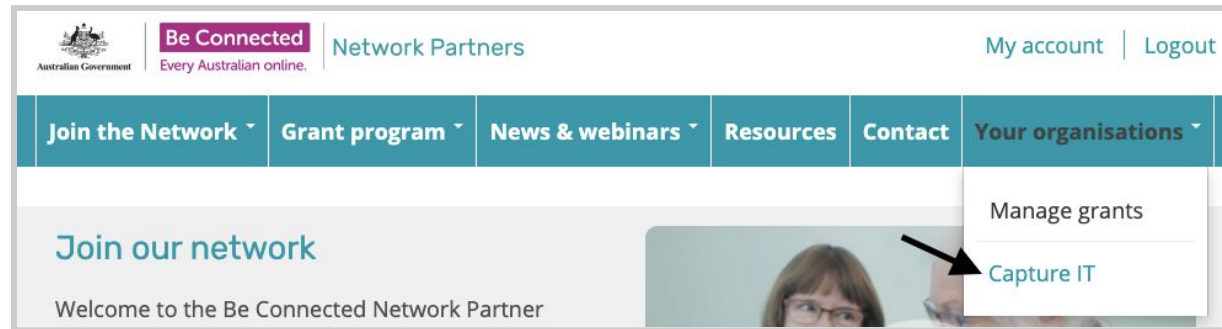 Australian Government
Be Connected
Every Australian online.
Network Partners
My account
Logout
Join the Network
Grant program
News & webinars
Resources
Contact
Your organisations
Manage grants
Capture IT
Join our network
Welcome to the Be Connected Network Partner